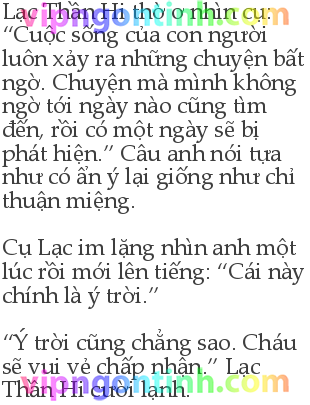 Lạc Thần Hi thờ ơ nhìn cụ:
“Cuộc sống của con người
luôn xảy ra những chuyện bất
ngờ. Chuyện mà mình không
ngờ tới ngày nào cũng tìm
đến, rồi có một ngày sẽ bị
phát hiện.” Câu anh nói tựa
như có ẩn ý lại giống như chỉ
thuận miệng.
Cụ Lạc im lặng nhìn anh một
lúc rồi mới lên tiếng: “Cái này
chính là ý trời.”
“Ý trời cũng chẳng sao. Cháu
sẽ vui vẻ chấp nhận.” Lạc
Thần Hi cười lạnh.
vipngontinh.com
vipngontinh.com